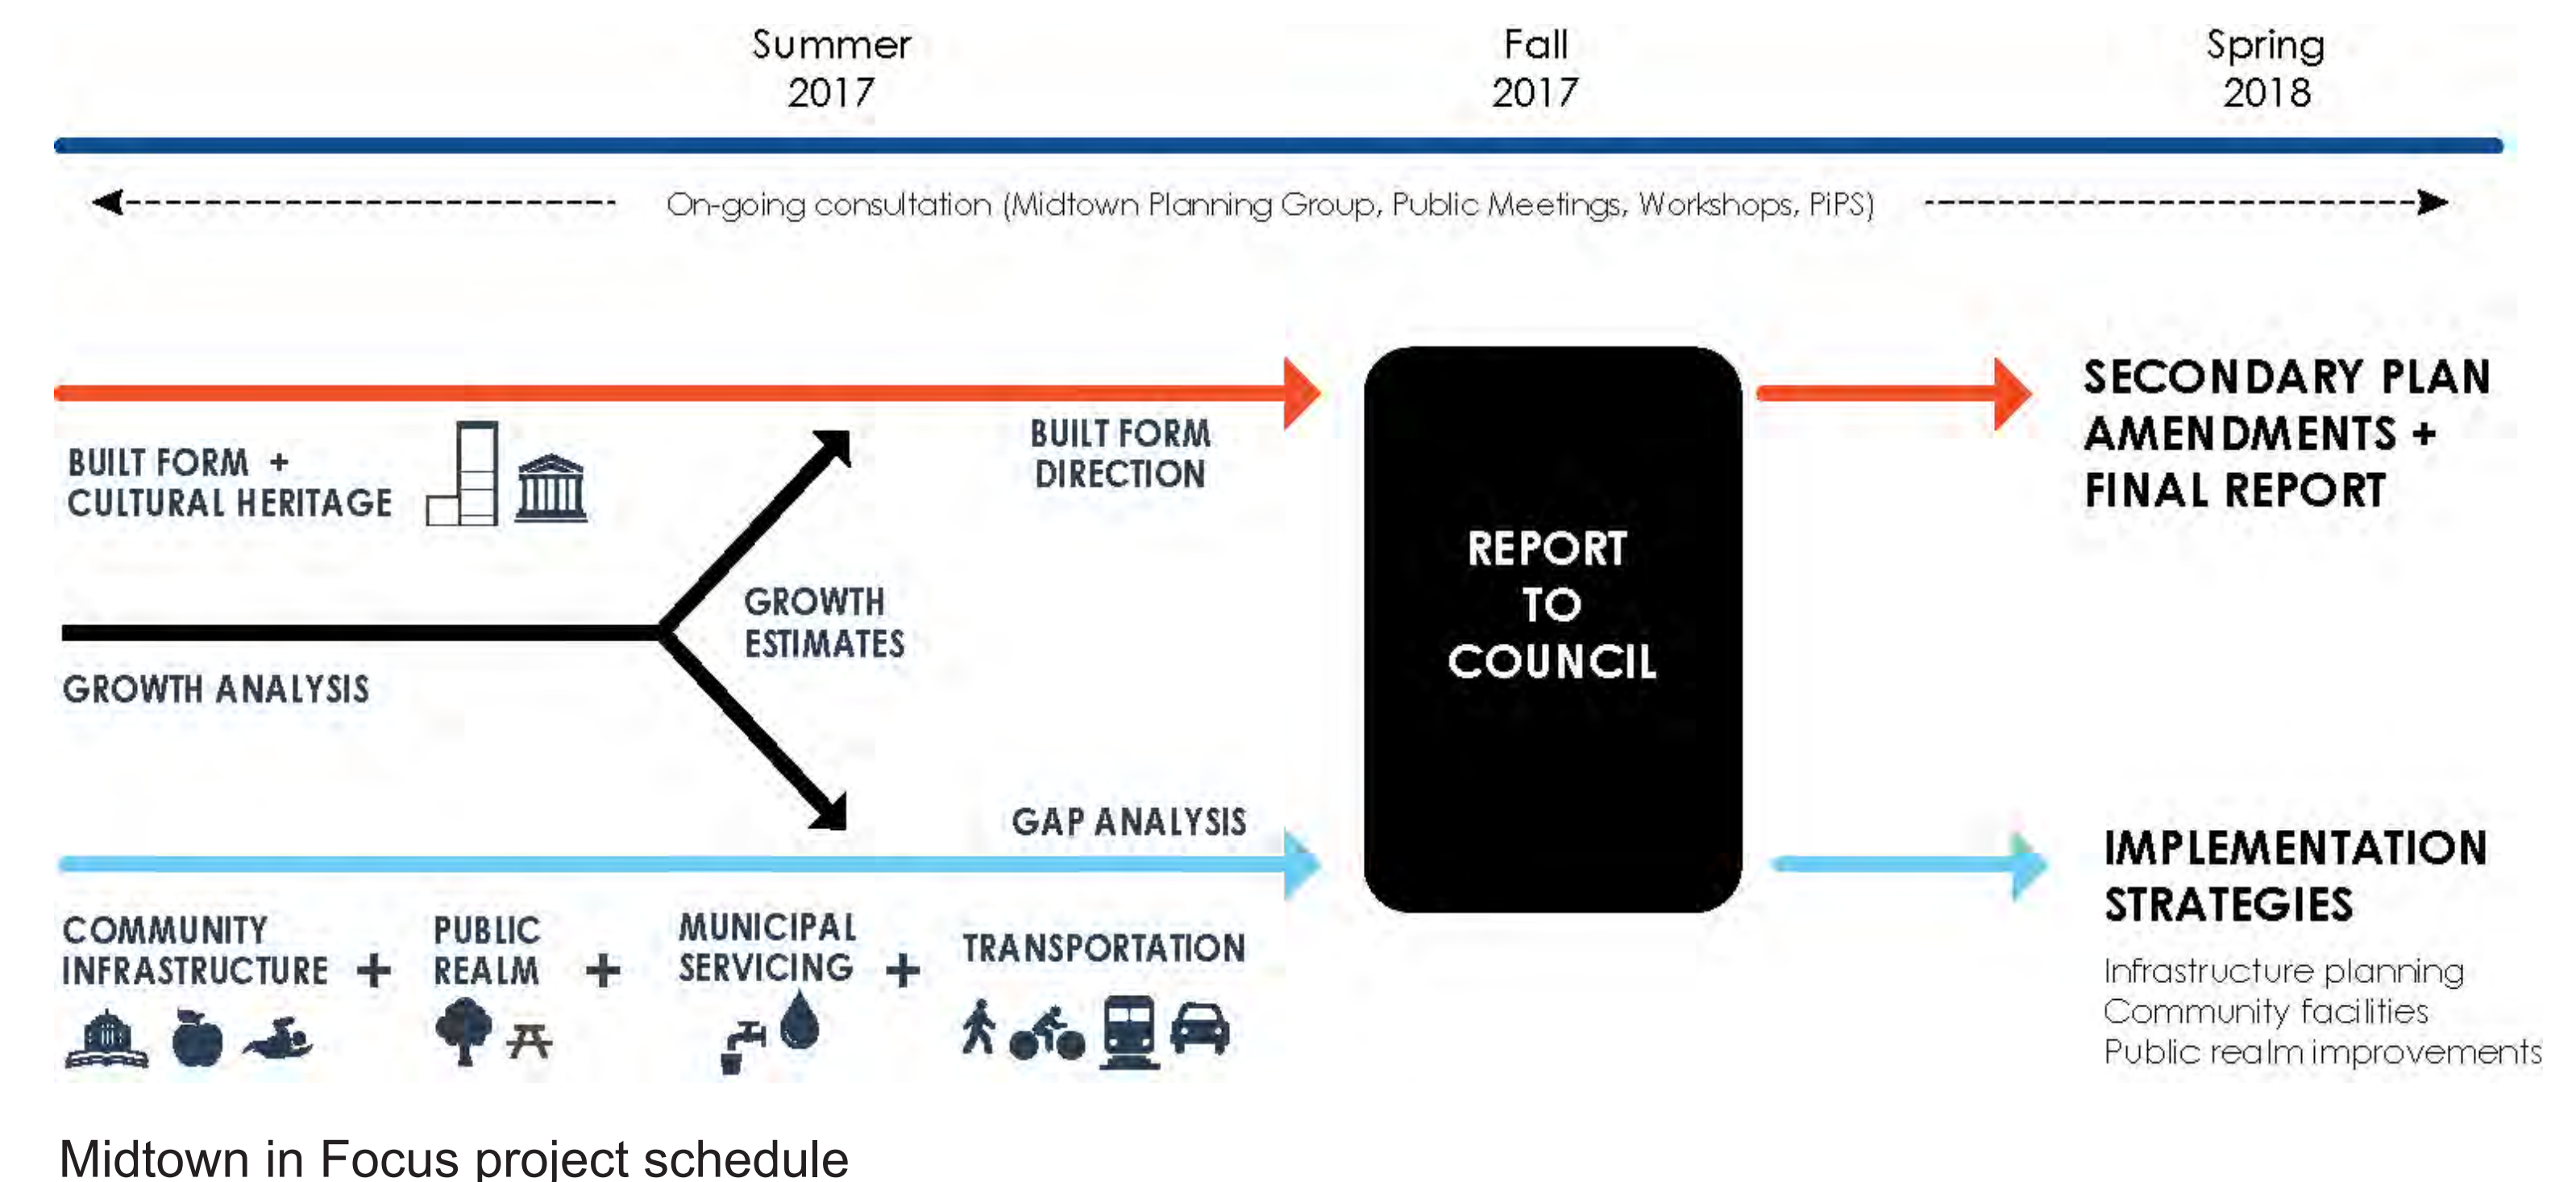 Summer
2017
Fall
2017
Spring
2018
On-going consultation (Midtown Planning Group, Public Meetings, Workshops, PiPS)
BUILT FORM +
CULTURAL HERITAGE
BUILT FORM
DIRECTION
GROWTH
ESTIMATES
GROWTH ANALYSIS
GAP ANALYSIS
COMMUNITY
INFRASTRUCTURE
+
PUBLIC
REALM
+
MUNICIPAL
SERVICING
+
TRANSPORTATION
REPORT
TO
COUNCIL
SECONDARY PLAN
AMENDMENTS +
FINAL REPORT
IMPLEMENTATION
STRATEGIES
Infrastructure planning
Community facilities
Public realm improvements
Midtown in Focus project schedule